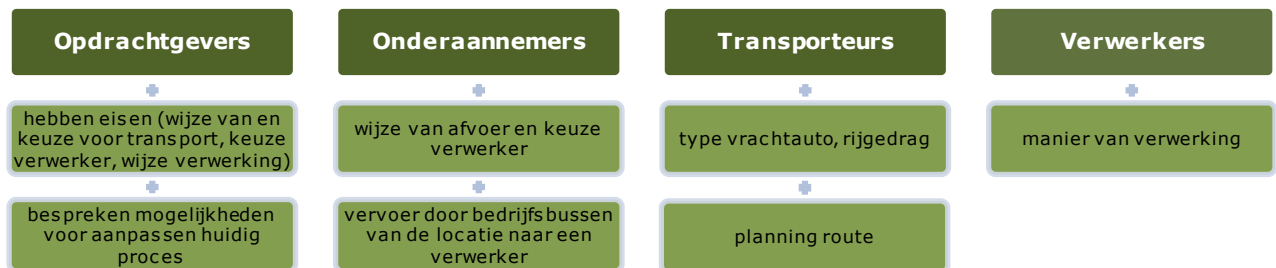 Opdrachtgevers
hebben eisen (wijze van en
keuze voor transport, keuze
verwerker, wijze verwerking)
bespreken mogelijkheden
voor aanpassen huidig
proces
Onderaannemers
wijze van afvoer en keuze
verwerker
vervoer door bedrijfsbussen
van de locatie naar een
verwerker
Transporteurs
type vrachtauto, rijgedrag
planning route
Verwerkers
manier van verwerking